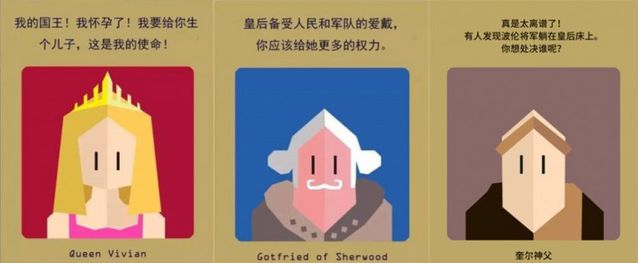 我的国王！我怀孕了！我要给你生
个儿子，这是我的使命！
Queen Vivian
皇后备受人民和军队的爱戴，
你应该给她更多的权力。
Gotfried of Sherwood
真是太离谱了！
有人发现波伦将军躺在皇后床上。
你想处决谁呢？
奎尔神父